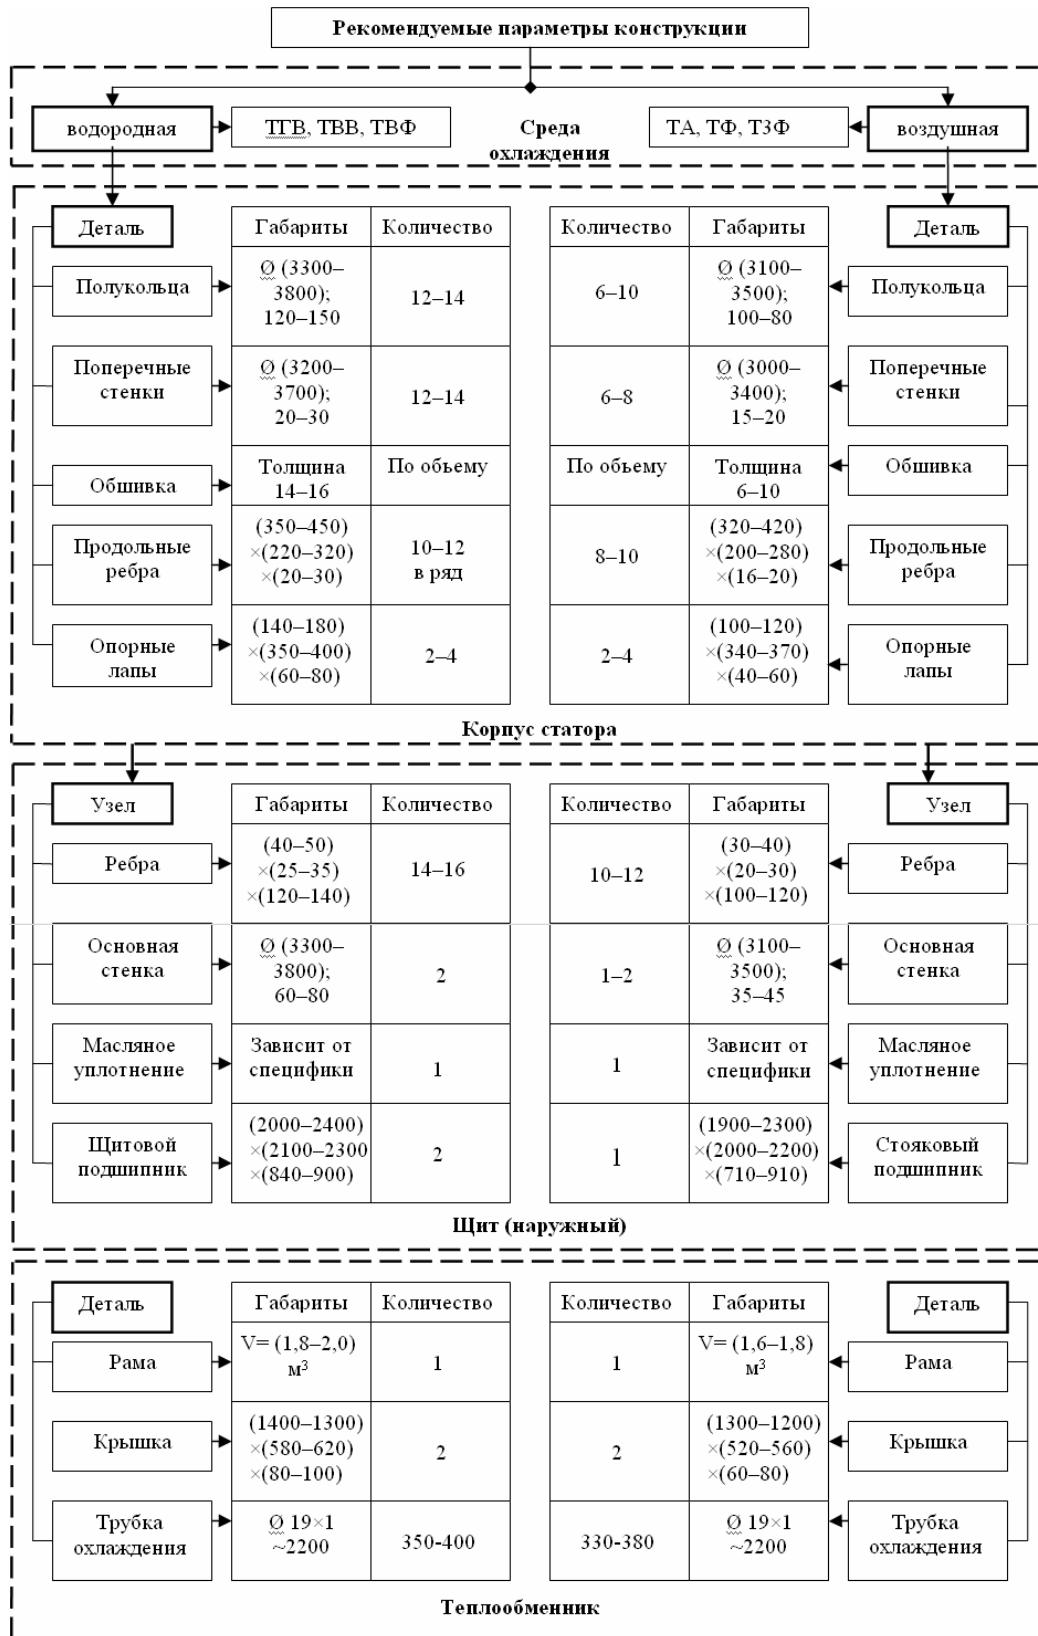 Рекомендуемые параметры конструкции
водородная
ТГВ, ТВВ, ТВФ
Среда
охлаждения
ТА, ТФ, ТЗФ
воздушная
Деталь
Габариты
Количество
Количество
Габариты
Деталь
Полукольца
Ø (3300–
3800);
120–150
12–14
6–10
Ø (3100–
3500);
100–80
Полукольца
Поперечные
стенки
Ø (3200–
3700);
20–30
12–14
6–8
Ø (3000–
3400);
15–20
Поперечные
стенки
Обшивка
Толщина
14–16
По обьему
По обьему
Толщина
6–10
Обшивка
Продольные
ребра
(350–450)
×(220–320)
×(20–30)
10–12
в ряд
8–10
(320–420)
×(200–280)
×(16–20)
Продольные
ребра
Опорные
лапы
(140–180)
×(350–400)
×(60–80)
2–4
2–4
(100–120)
×(340–370)
×(40–60)
Опорные
лапы
Корпус статора
Узел
Габариты
Количество
Количество
Габариты
Узел
Ребра
(40–50)
×(25–35)
×(120–140)
14–16
10–12
(30–40)
×(20–30)
×(100–120)
Ребра
Основная
стенка
Ø (3300–
3800);
60–80
2
1–2
Ø (3100–
3500);
35–45
Основная
стенка
Масляное
уплотнение
Зависит от
специфики
1
1
Зависит от
специфики
Масляное
уплотнение
Щитовой
подшипник
(2000–2400)
×(2100–2300
×(840–900)
2
1
(1900–2300)
×(2000–2200)
×(710–910)
Стояковый
подшипник
Щит (наружный)
Деталь
Габариты
Количество
Количество
Габариты
Деталь
Рама
V= (1,8–2,0)
м³
1
1
V= (1,6–1,8)
м³
Рама
Крышка
(1400–1300)
×(580–620)
×(80–100)
2
2
(1300–1200)
×(520–560)
×(60–80)
Крышка
Трубка
охлаждения
Ø 19×1
~2200
350-400
330-380
Ø 19×1
~2200
Трубка
охлаждения
Теплообменник